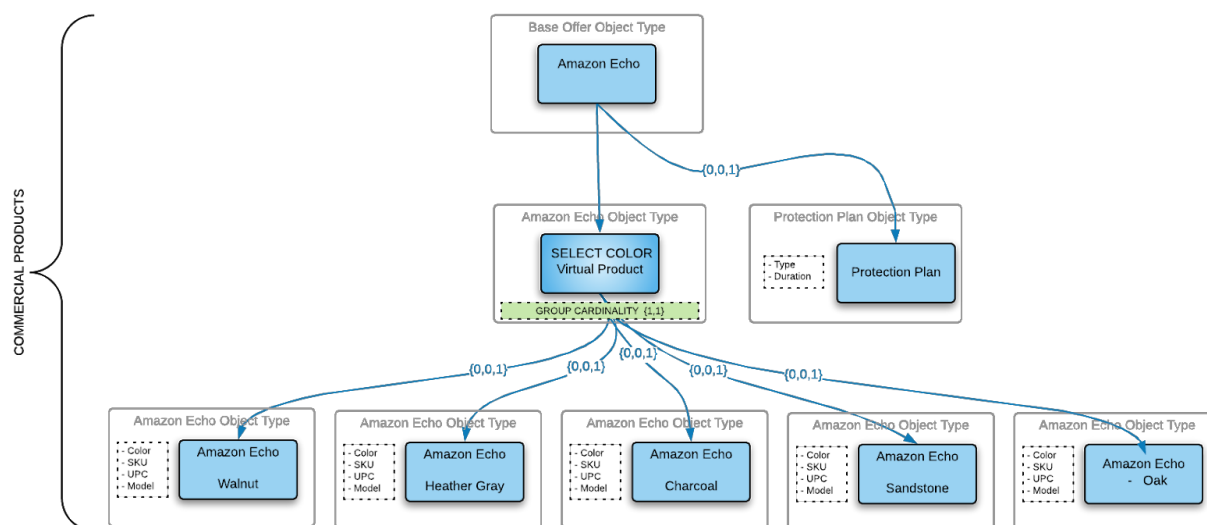 COMMERCIAL PRODUCTS
Base Offer Object Type
Amazon Echo
{0,0,1}
Amazon Echo Object Type
SELECT COLOR
Virtual Product
GROUP CARDINALITY {1,1}
Protection Plan Object Type
- Type
- Duration
Protection Plan
{0,0,1}
{0,0,1}
{0,0,1}
{0,0,1}
{0,0,1}
Amazon Echo Object Type
- Color
- SKU
- UPC
- Model
Amazon Echo
Walnut
Amazon Echo Object Type
- Color
- SKU
- UPC
- Model
Amazon Echo
Heather Gray
Amazon Echo Object Type
- Color
- SKU
- UPC
- Model
Amazon Echo
Charcoal
Amazon Echo Object Type
- Color
- SKU
- UPC
- Model
Amazon Echo
Sandstone
Amazon Echo Object Type
- Color
- SKU
- UPC
- Model
Amazon Echo
- Oak